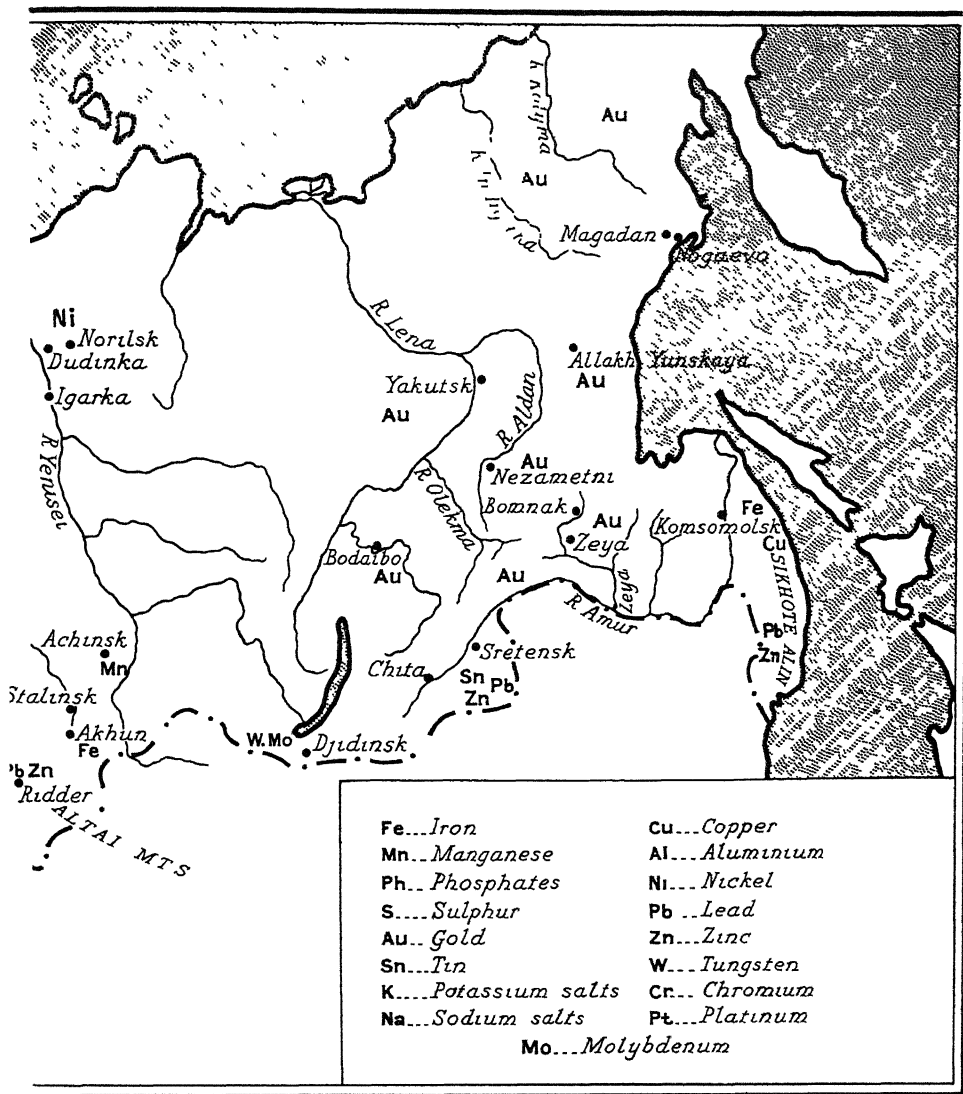 Au
Au
Magadan
Nogaevo
Ni
Norilsk
Dudinka
Igarka
R Lena
Yakutsk
Au
Allakh Yunskaya
Au
R Aldan
R Yenisei
Au
Nezametni
R Olekma
Bomnak
Au
Zeya
Zeya
Fe
Komsomolsk
Cu
SIKHOTE ALIN
Bodaibo
Au
Au
R Amur
Achinsk
Mn
Chita
Sretensk
Sn Pb
Zn
Pb
Zn
Stalinsk
Akhun
Fe
W.Mo
Djidinsk
Pb Zn
Ridder
ALTAI MTS
Fe...Iron
Mn..Manganese
Ph..Phosphates
S....Sulphur
Au..Gold
Sn...Tin
K....Potassium salts
Na...Sodium salts
Cu...Copper
Al...Aluminium
Ni...Nickel
Pb..Lead
Zn...Zinc
W...Tungsten
Cr...Chromium
Pt...Platinum
Mo...Molybdenum